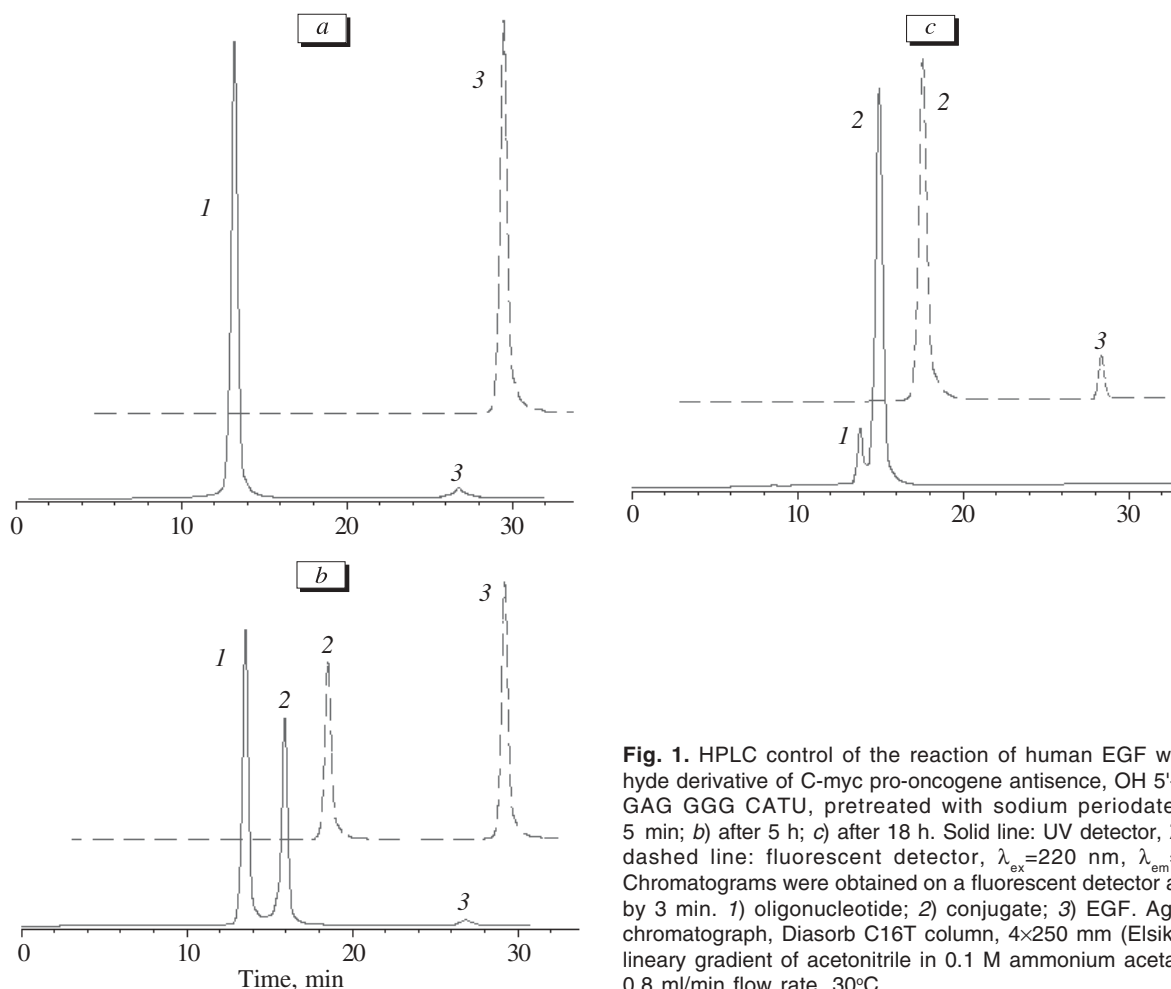 a
3
1
3
0
10
20
30
c
2
2
3
1
0
10
20
30
b
3
1
2
2
3
0
10
20
30
Time, min
Fig. 1. HPLC control of the reaction of human EGF
hyde derivative of C-myc pro-oncogene antisence, OH 5'-
GAG GGG CATU, pretreated with sodium periodate
5 min; b) after 5 h; c) after 18 h. Solid line: UV detector,
dashed line: fluorescent detector, λex=220 nm, λem=
Chromatograms were obtained on a fluorescent detector
by 3 min. 1) oligonucleotide; 2) conjugate; 3) EGF.
chromatograph, Diasorb C16T column, 4×250 mm
lineary gradient of acetonitrile in 0.1 M ammonium
0.8 ml/min flow rate, 30°C